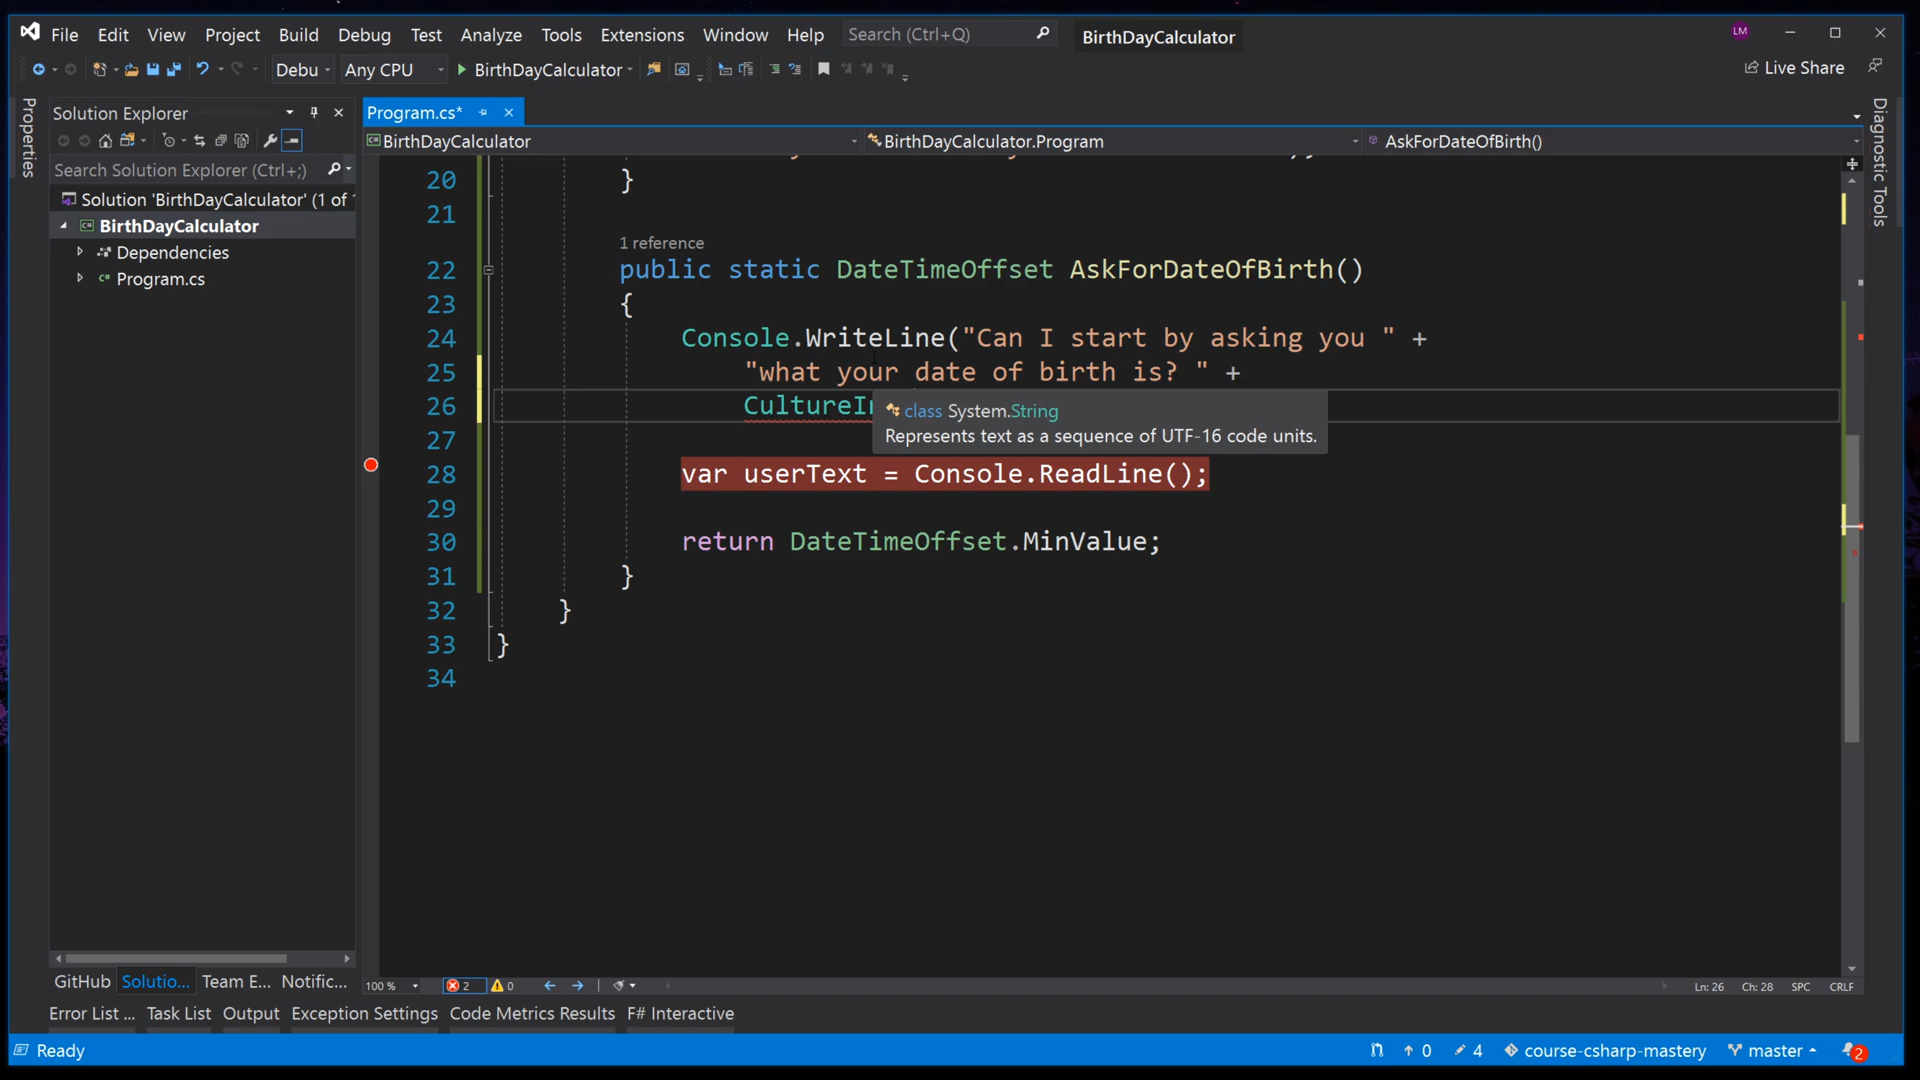 File Edit View Project Build Debug Test Analyze Tools Extensions Window Help Search (Ctrl+Q) BirthDayCalculator LM
Debu Any CPU BirthDayCalculator Live Share
Properties
Solution Explorer
Search Solution Explorer (Ctrl+;)
Solution 'BirthDayCalculator' (1 of 1
BirthDayCalculator
Dependencies
Program.cs
Program.cs*
BirthDayCalculator BirthDayCalculator.Program AskForDateOfBirth()
Diagnostic Tools
20 }
21
1 reference
22 public static DateTimeOffset AskForDateOfBirth()
23 {
24 Console.WriteLine("Can I start by asking you " +
25 "what your date of birth is? " +
26 CultureIn
class System.String
Represents text as a sequence of UTF-16 code units.
27
28 var userText = Console.ReadLine();
29
30 return DateTimeOffset.MinValue;
31 }
32 }
33 }
34
GitHub Solutio... Team E... Notific...
100 % 2 0 Ln: 26 Ch: 28 SPC CRLF
Error List ... Task List Output Exception Settings Code Metrics Results F# Interactive
Ready 0 4 course-csharp-mastery master 2